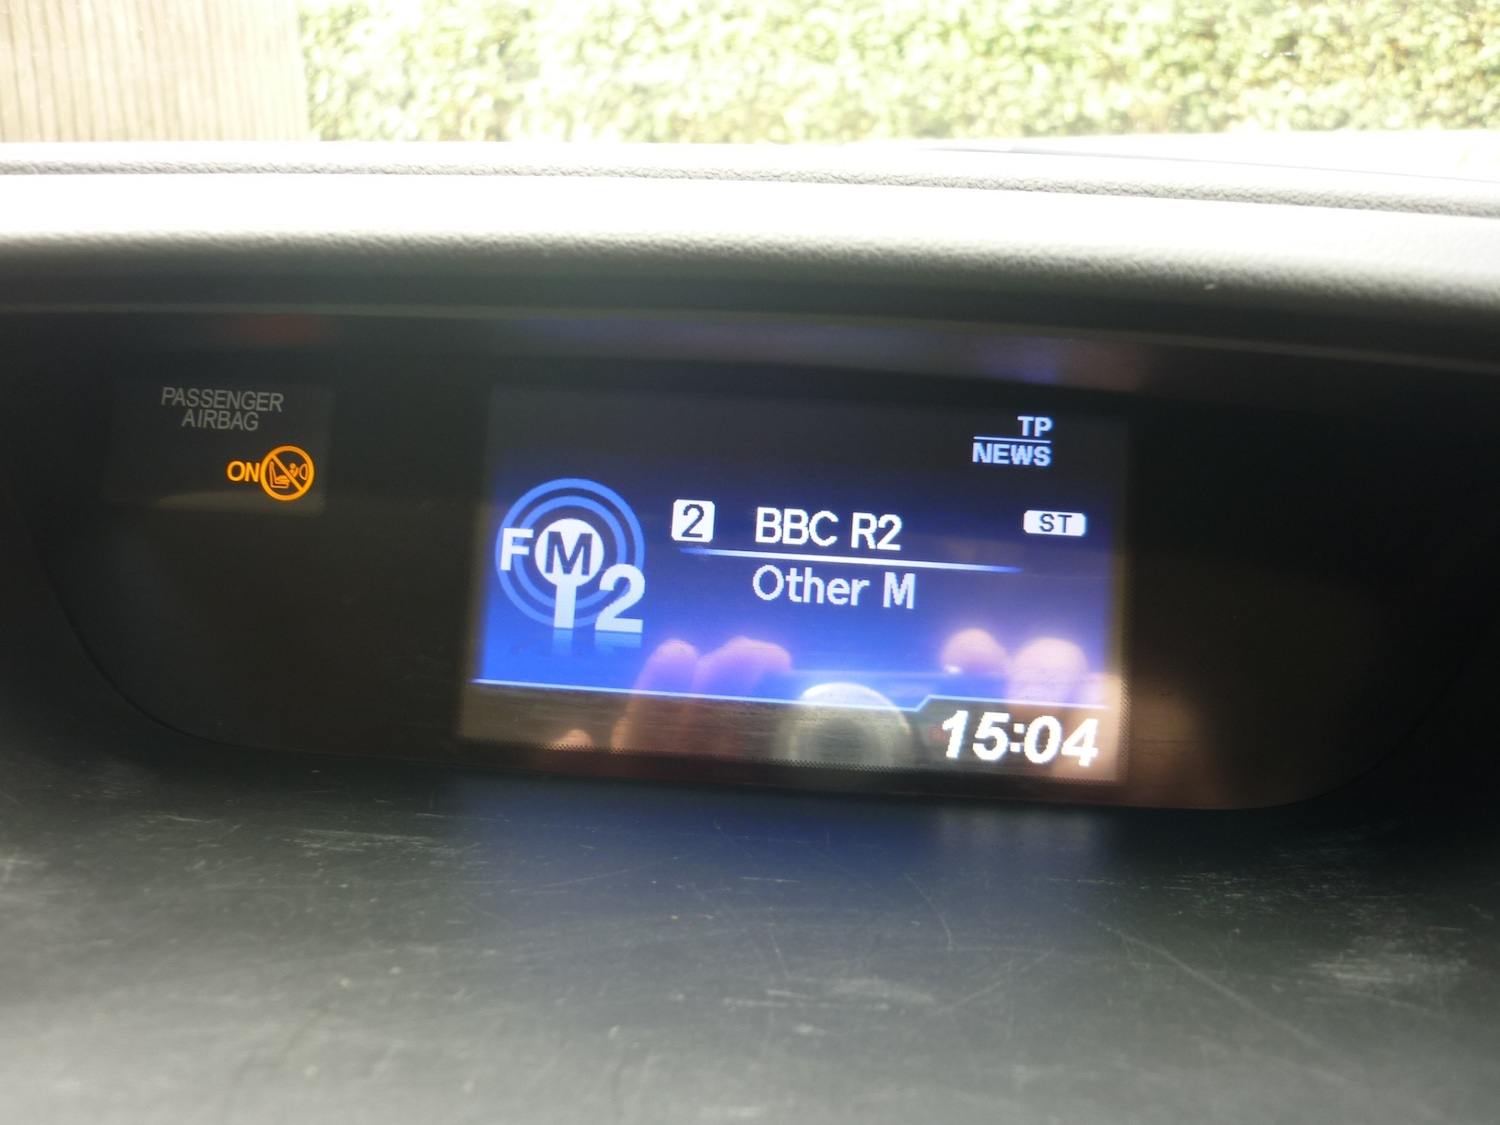 PASSENGER
AIRBAG
ON
TP
NEWS
FM
2
2 BBC R2 ST
Other M
15:04